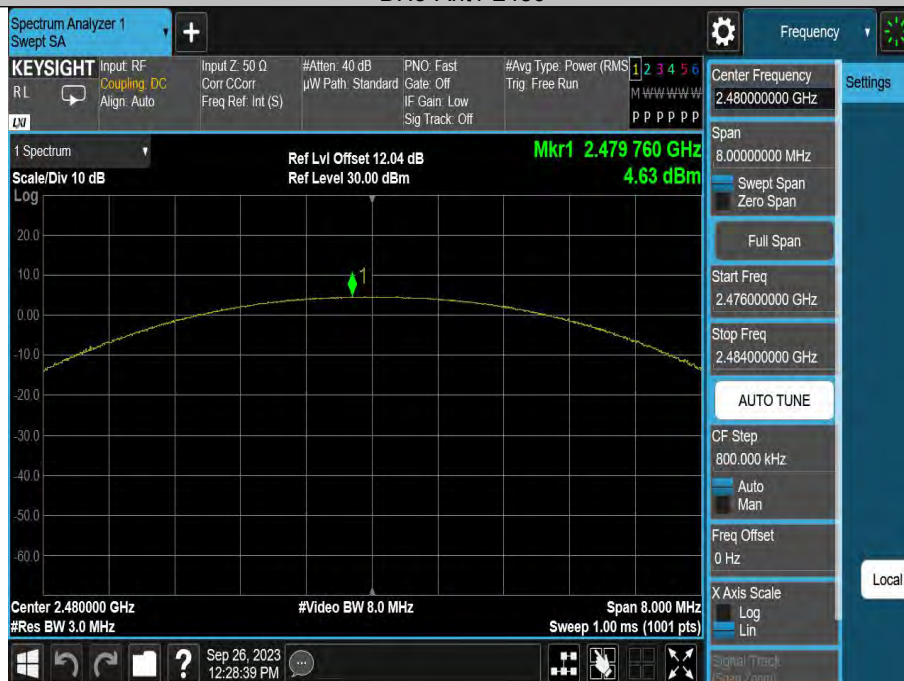 Spectrum Analyzer 1
Swept SA
+
Frequency
KEYSIGHT
RL
LXI
Input: RF
Coupling: DC
Align: Auto
Input Z: 50 Ω
Corr CCorr
Freq Ref: Int (S)
#Atten: 40 dB
µW Path: Standard
PNO: Fast
Gate: Off
IF Gain: Low
Sig Track: Off
#Avg Type: Power (RMS
Trig: Free Run
1 2 3 4 5 6
M W W W W W
P P P P P P
1 Spectrum
Scale/Div 10 dB
Ref Lvl Offset 12.04 dB
Ref Level 30.00 dBm
Mkr1 2.479 760 GHz
4.63 dBm
Log
20.0
10.0
0.00
-10.0
-20.0
-30.0
-40.0
-50.0
-60.0
1
Center 2.480000 GHz
#Res BW 3.0 MHz
#Video BW 8.0 MHz
Span 8.000 MHz
Sweep 1.00 ms (1001 pts)
Sep 26, 2023
12:28:39 PM
?
Center Frequency
2.480000000 GHz
Span
8.00000000 MHz
Swept Span
Zero Span
Full Span
Start Freq
2.476000000 GHz
Stop Freq
2.484000000 GHz
AUTO TUNE
CF Step
800.000 kHz
Auto
Man
Freq Offset
0 Hz
X Axis Scale
Log
Lin
Signal Track
(Span Zoom)
Settings
Local